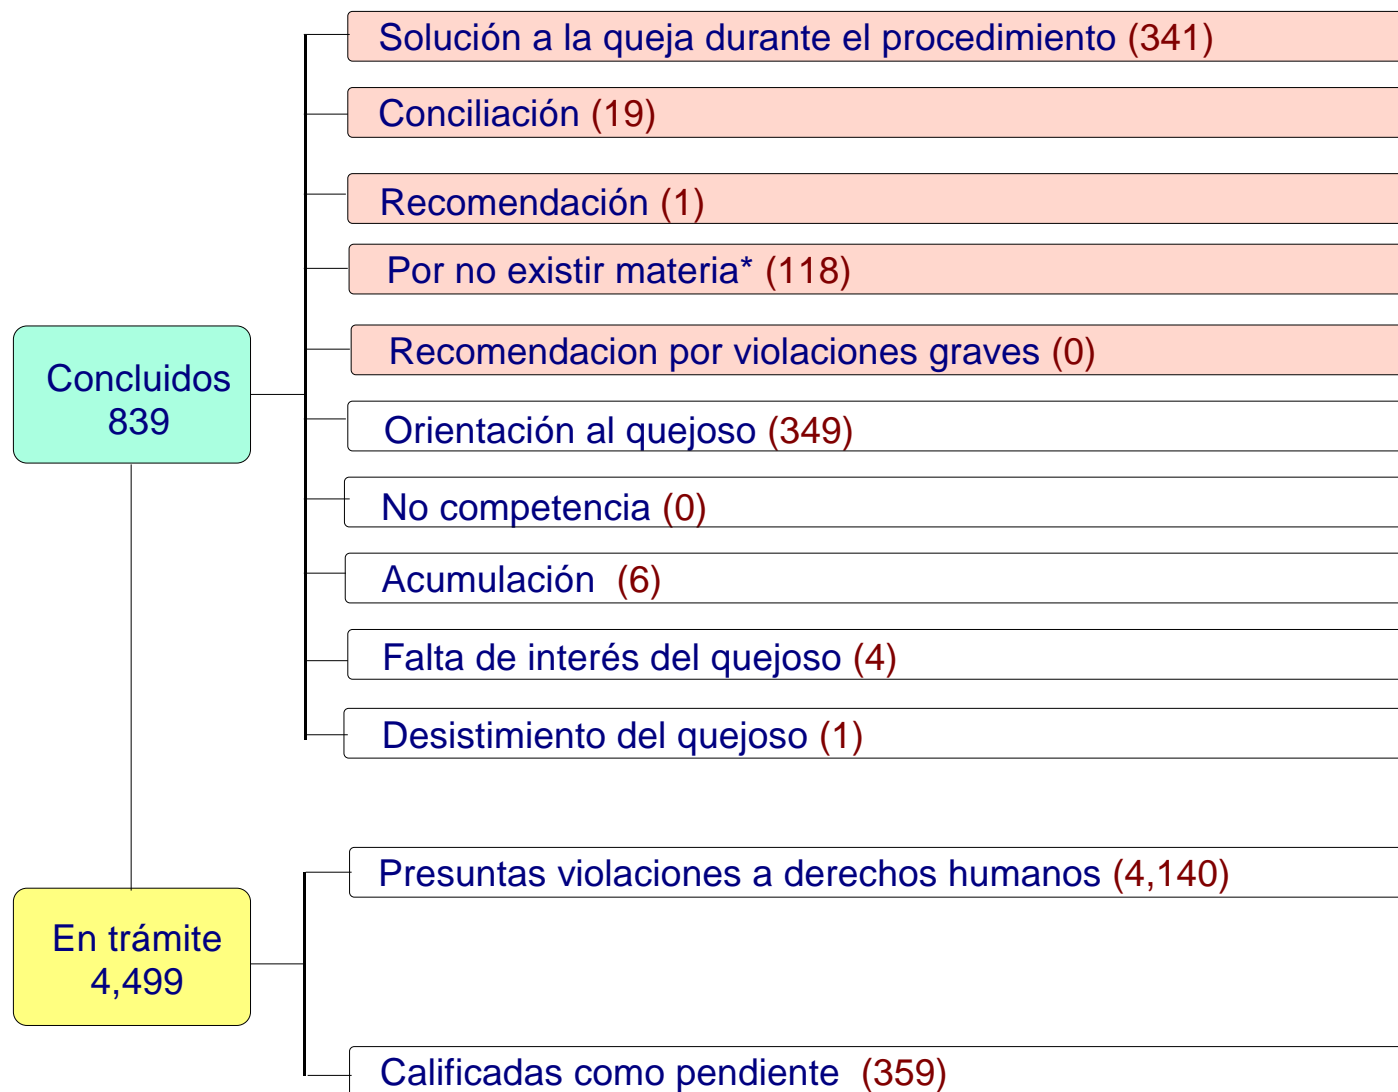 Solución a la queja durante el procedimiento (341)
Conciliación (19)
Recomendación (1)
Por no existir materia* (118)
Recomendacion por violaciones graves (0)
Concluidos
839
Orientación al quejoso (349)
No competencia (0)
Acumulación (6)
Falta de interés del quejoso (4)
Desistimiento del quejoso (1)
Presuntas violaciones a derechos humanos (4,140)
En trámite
4,499
Calificadas como pendiente (359)